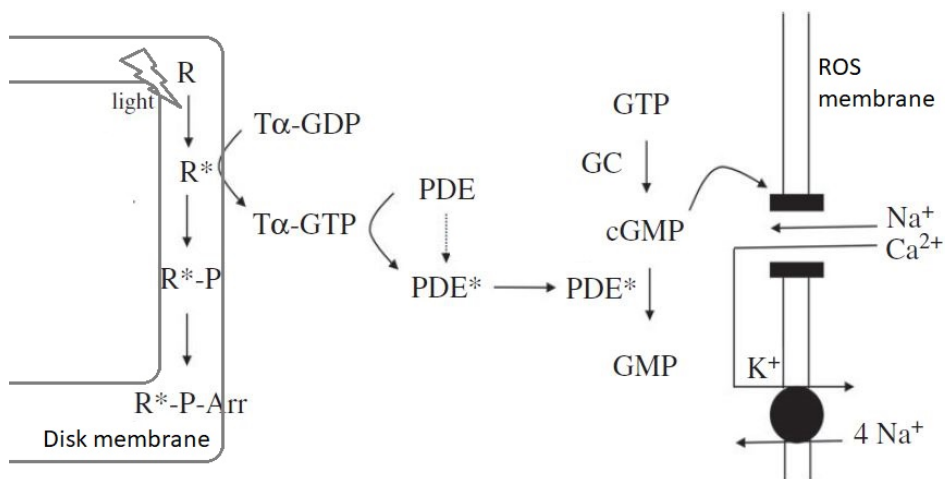 R
light
R*
R*-P
R*-P-Arr
Disk membrane
Tα-GDP
Tα-GTP
PDE
PDE*
PDE*
GTP
GC
cGMP
GMP
ROS
membrane
Na⁺
Ca²⁺
K⁺
4 Na⁺